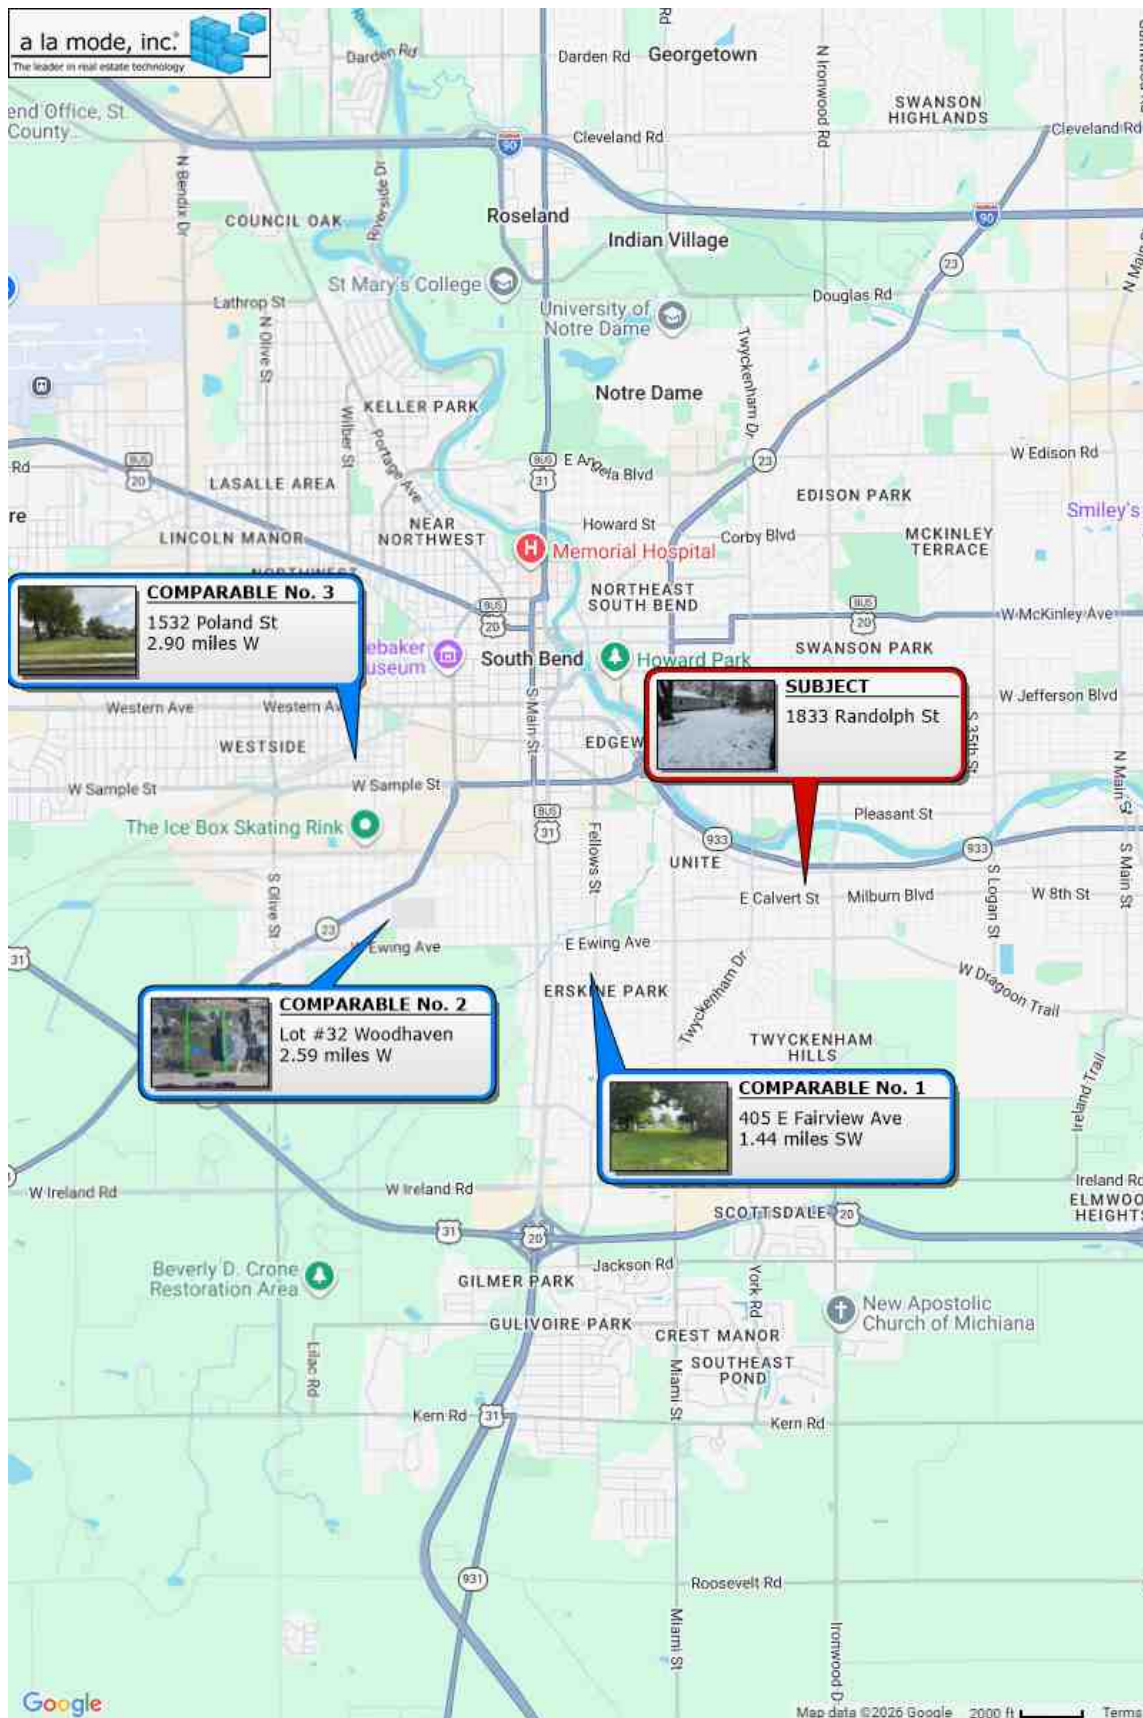 a la mode, inc.
The leader in real estate technology
River
Darden Rd
Darden Rd
Rd
Georgetown
N Ironwood Rd
SWANSON
HIGHLANDS
Cleveland Rd
Cleveland Rd
end Office, St.
County...
90
N Bendix Dr
Riverside Dr
COUNCIL OAK
Roseland
Indian Village
90
23
N Main
St Mary's College
University of
Notre Dame
Douglas Rd
Lathrop St
N Olive St
Twyckenham Dr
Notre Dame
KELLER PARK
Wilber St
Portage Ave
Rd
BUS
20
BUS
31
E Angela Blvd
23
W Edison Rd
LASALLE AREA
EDISON PARK
re
Smiley's
LINCOLN MANOR
NEAR
NORTHWEST
Howard St
Corby Blvd
MCKINLEY
TERRACE
Memorial Hospital
NORTHWEST
COMPARABLE No. 3
1532 Poland St
2.90 miles W
NORTHEAST
SOUTH BEND
BUS
20
BUS
20
W McKinley Ave
ebaker
useum
South Bend
Howard Park
SWANSON PARK
SUBJECT
1833 Randolph St
W Jefferson Blvd
Western Ave
Western Av
S Main St
S 35th St
WESTSIDE
EDGEW
W Sample St
W Sample St
N Main St
The Ice Box Skating Rink
BUS
31
Fellows St
Pleasant St
933
933
UNITE
S Main St
S Olive St
E Calvert St
Milburn Blvd
S Logan St
W 8th St
23
W Ewing Ave
E Ewing Ave
31
Twyckenham Dr
W Dragoon Trail
ERSKINE PARK
COMPARABLE No. 2
Lot #32 Woodhaven
2.59 miles W
TWYCKENHAM
HILLS
Ireland Trail
COMPARABLE No. 1
405 E Fairview Ave
1.44 miles SW
W Ireland Rd
W Ireland Rd
Ireland Rd
ELMWOO
HEIGHTS
SCOTTSDALE
20
31
20
Jackson Rd
Beverly D. Crone
Restoration Area
GILMER PARK
York Rd
New Apostolic
Church of Michiana
GULIVOIRE PARK
CREST MANOR
Lilac Rd
SOUTHEAST
POND
Miami St
Kern Rd
31
Kern Rd
931
Roosevelt Rd
Miami St
Ironwood D
Google
Map data ©2026 Google
2000 ft
Terms